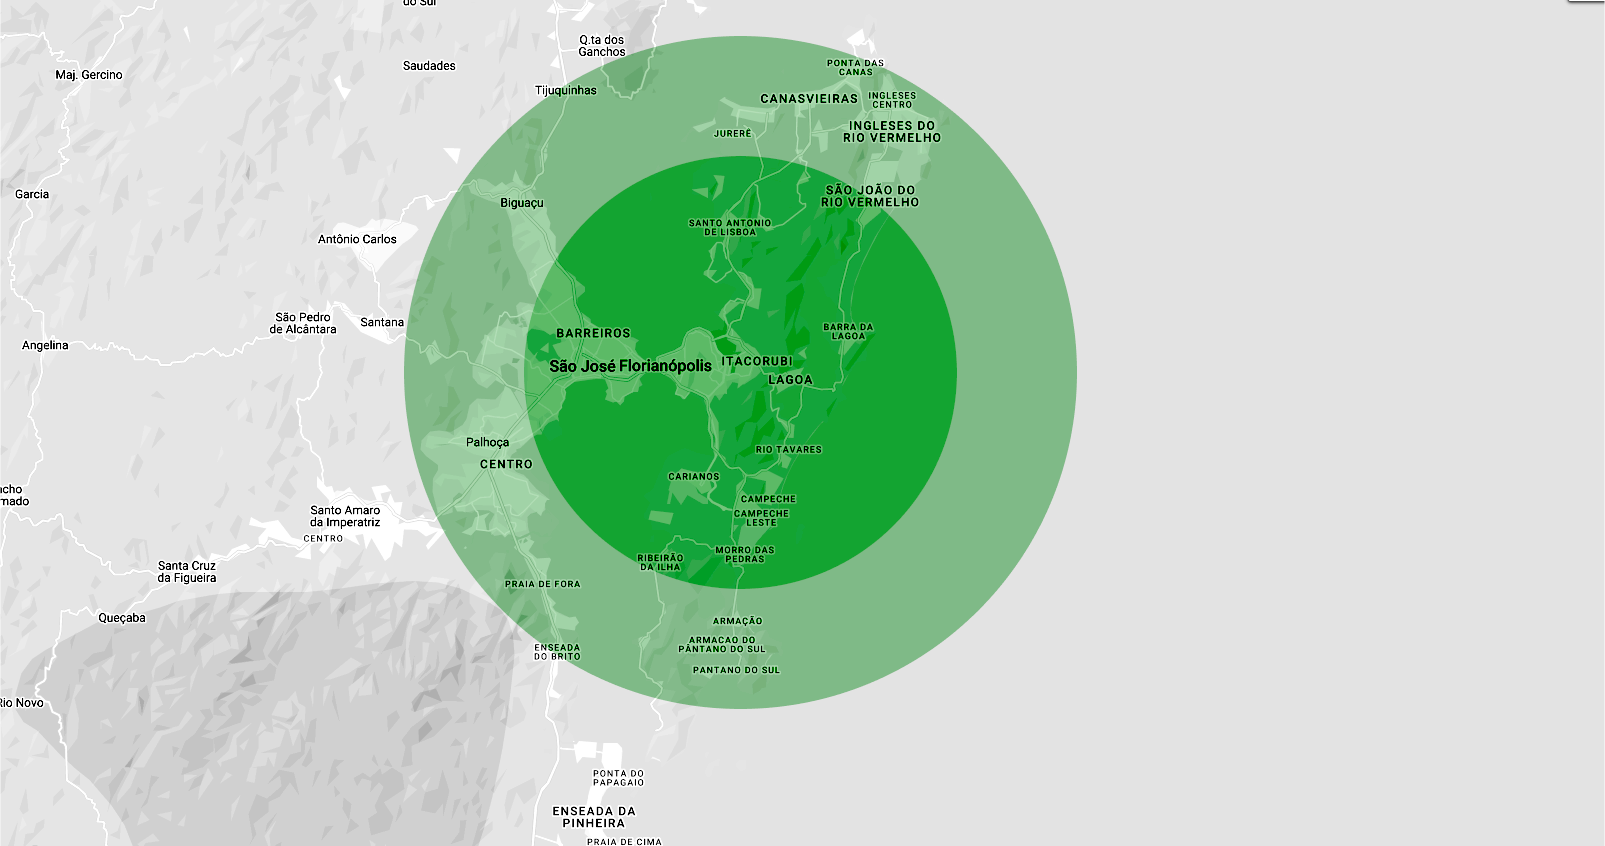 do Sul
Q.ta dos
Ganchos
Saudades
Maj. Gercino
Tijuquinhas
PONTA DAS
CANAS
CANASVIEIRAS
INGLESES
CENTRO
INGLESES DO
RIO VERMELHO
JURERÊ
Garcia
Biguaçu
SÃO JOÃO DO
RIO VERMELHO
SANTO ANTONIO
DE LISBOA
Antônio Carlos
São Pedro
de Alcântara
Santana
BARREIROS
BARRA DA
LAGOA
Angelina
São José
Florianópolis
ITACORUBI
LAGOA
Palhoça
CENTRO
RIO TAVARES
CARIANOS
acho
mado
CAMPECHE
CAMPECHE
LESTE
Santo Amaro
da Imperatriz
CENTRO
MORRO DAS
PEDRAS
RIBEIRÃO
DA ILHA
Santa Cruz
da Figueira
PRAIA DE FORA
Queçaba
ARMAÇÃO
ARMACAO DO
PÂNTANO DO SUL
ENSEADA
DO BRITO
PANTANO DO SUL
Rio Novo
PONTA DO
PAPAGAIO
ENSEADA DA
PINHEIRA
PRAIA DE CIMA